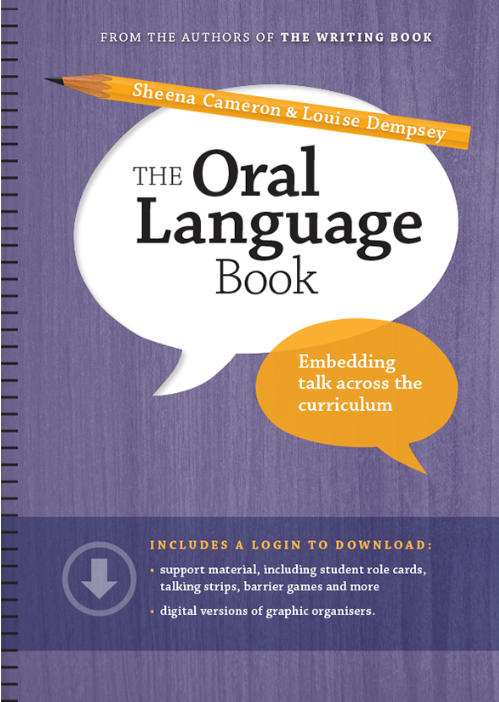 FROM THE AUTHORS OF THE WRITING BOOK
Sheena Cameron & Louise Dempsey
THE Oral
Language
Book
Embedding
talk across the
curriculum
INCLUDES A LOGIN TO DOWNLOAD:
• support material, including student role cards,
talking strips, barrier games and more
• digital versions of graphic organisers.